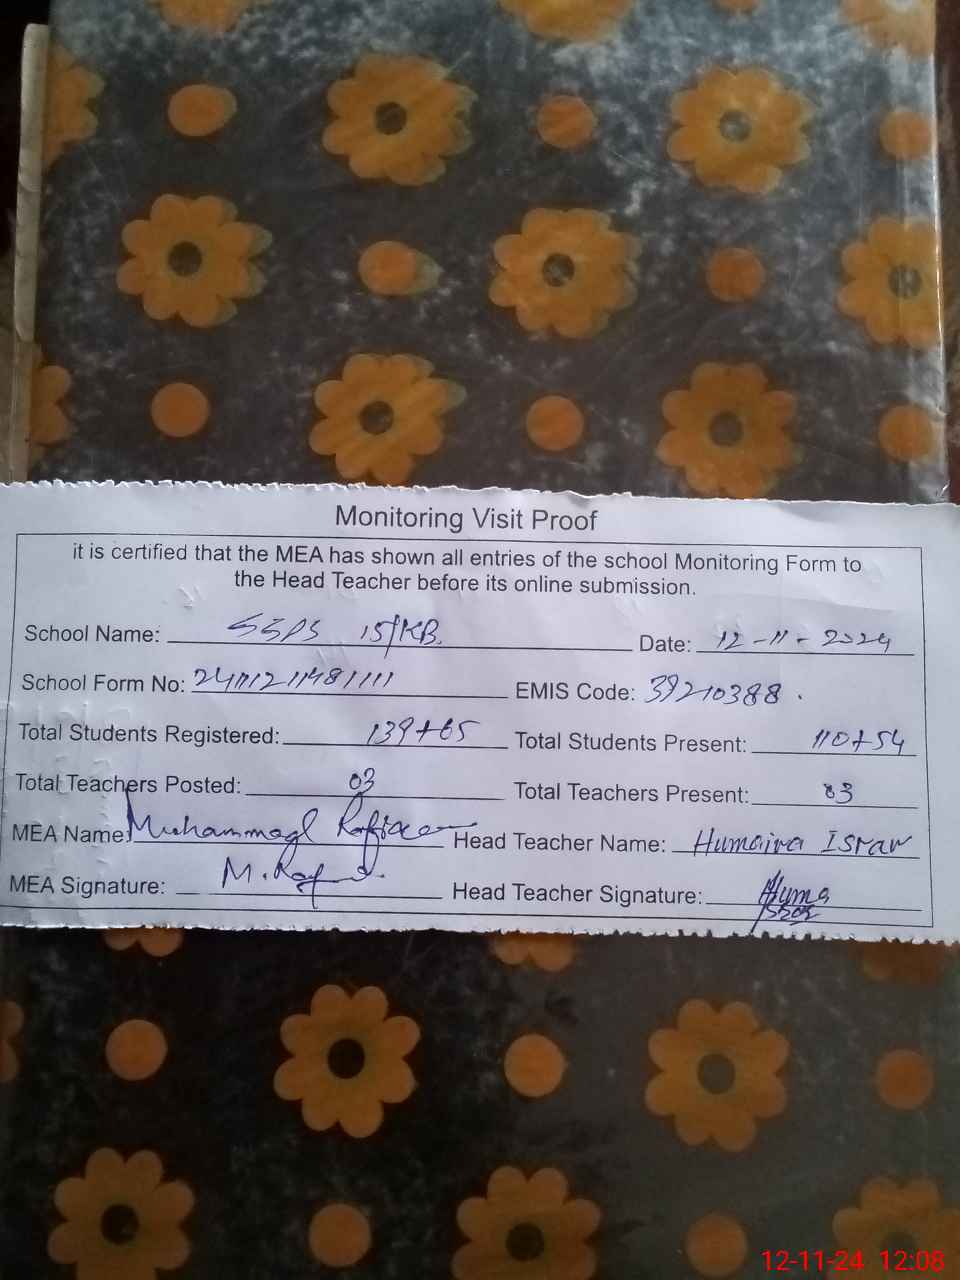 Monitoring Visit Proof
it is certified that the MEA has shown all entries of the school Monitoring Form to
the Head Teacher before its online submission.
School Name: GGPS 15/KB. Date: 12-11-2024
School Form No: EMIS Code: 39210388.
Total Students Registered: 139+65 Total Students Present: 110+54
Total Teachers Posted: 03 Total Teachers Present: 03
MEA Name: Muhammad Head Teacher Name: Humaira Israr
MEA Signature: Head Teacher Signature: Hyma
12-11-24 12:08